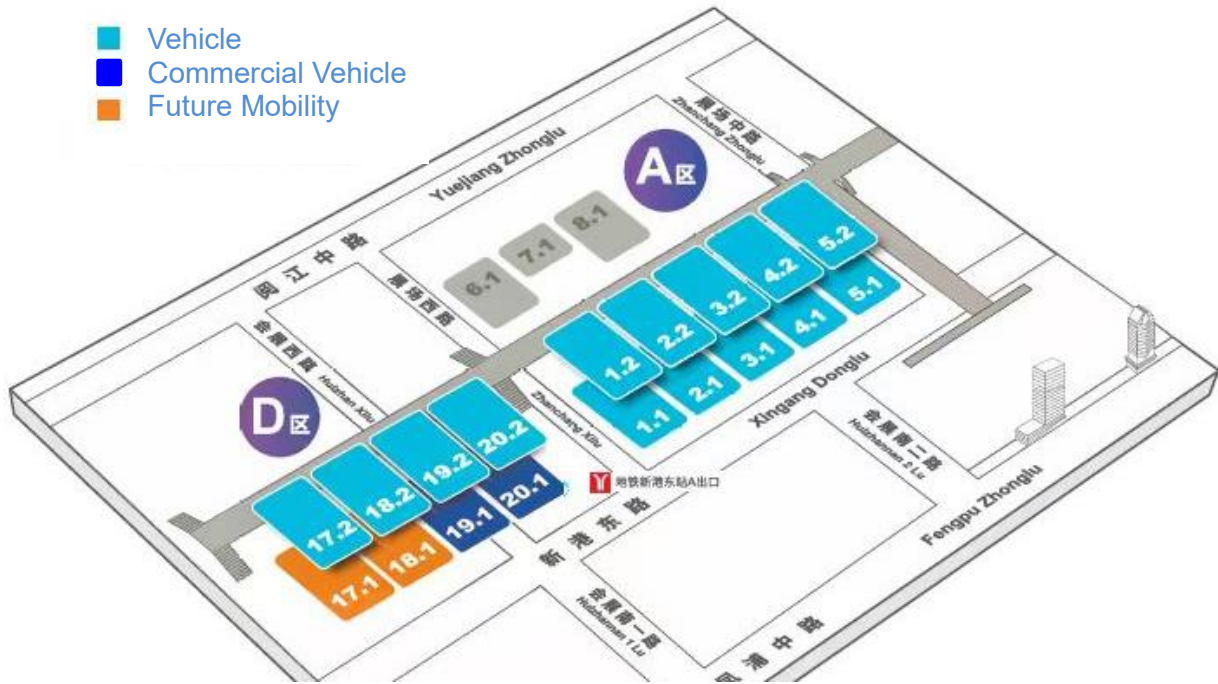 Vehicle
Commercial Vehicle
Future Mobility
展场中路
Zhanchang Zhonglu
Yuejiang Zhonglu
A区
阅江中路
8.1
7.1
6.1
5.2
4.2
3.2
2.2
1.2
5.1
4.1
3.1
2.1
1.1
展场西路
Zhanchang Xilu
会展西路
Huizhan Xilu
D区
Xingang Donglu
20.2
19.2
18.2
17.2
20.1
19.1
18.1
17.1
地铁新港东站A出口
新港东路
会展南二路
Huizhannan 2 Lu
Fengpu Zhonglu
会展南一路
Huizhannan 1 Lu
凤浦中路